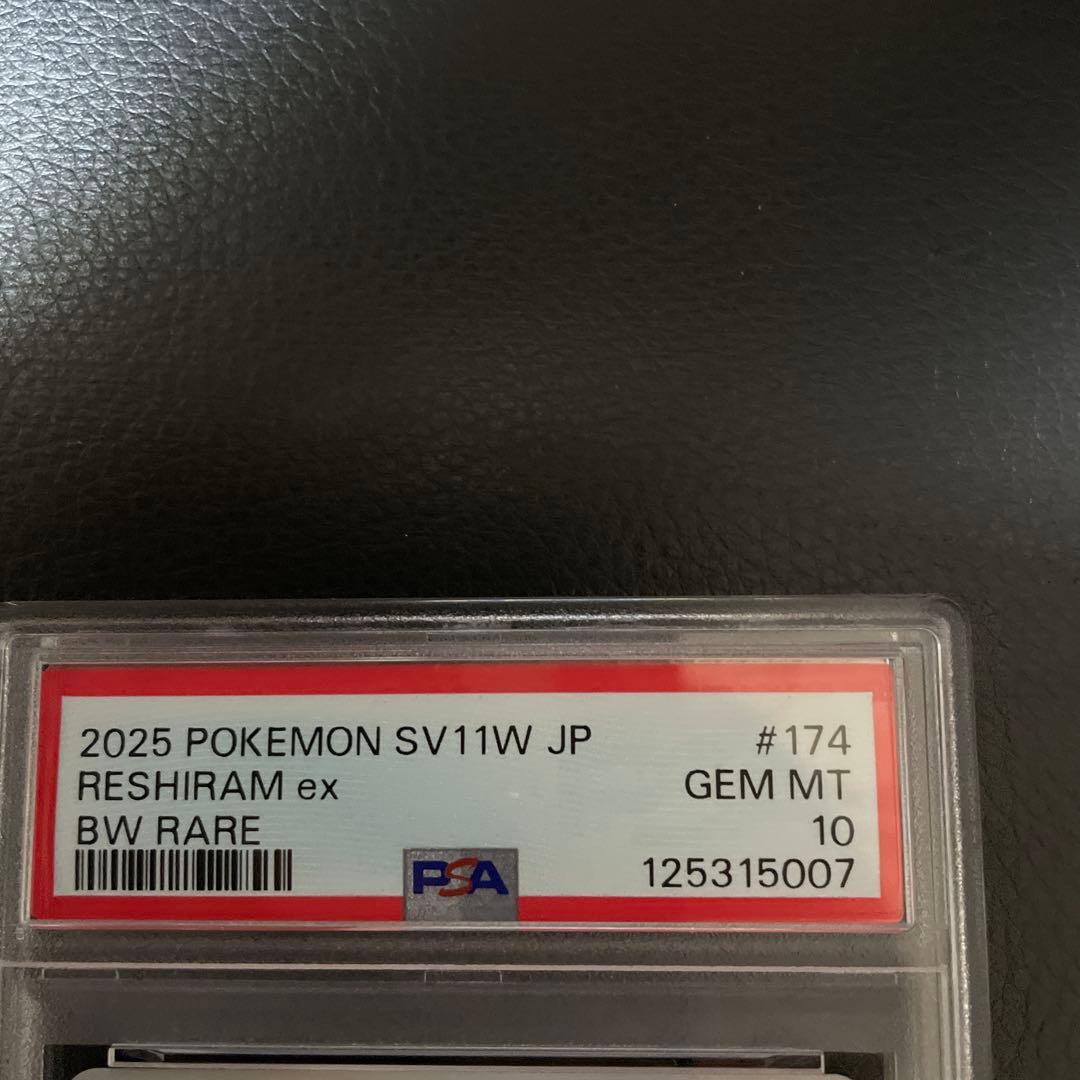 2025 POKEMON SV11W JP #174
RESHIRAM ex GEM MT
BW RARE 10
PSA 125315007